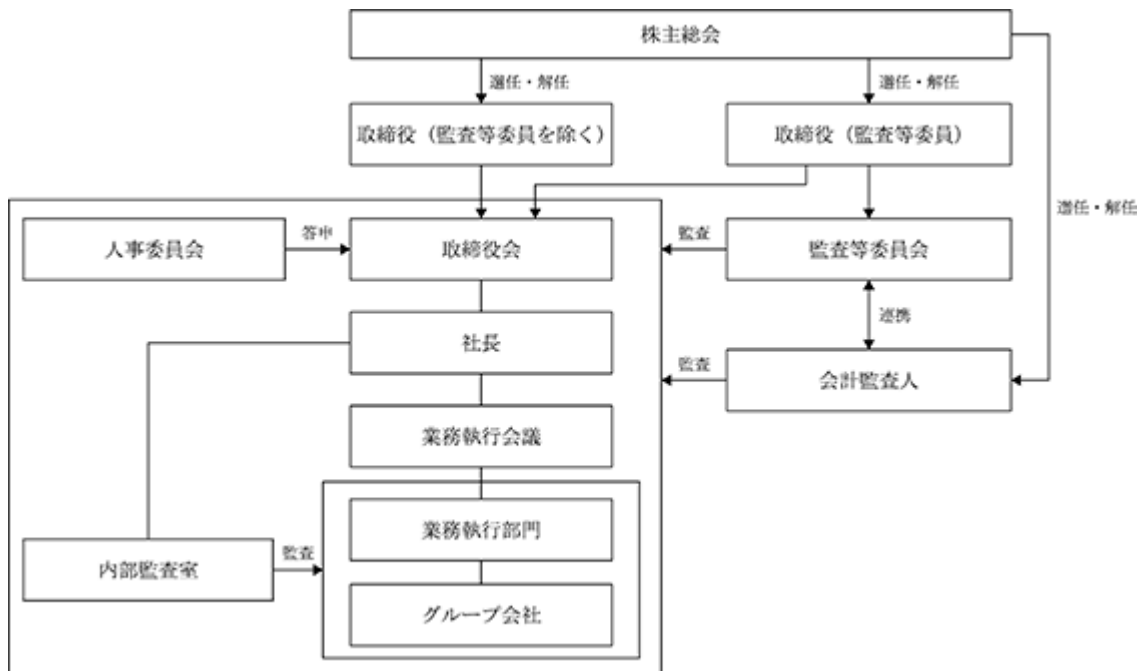 株主総会
選任・解任
選任・解任
取締役（監査等委員を除く）
取締役（監査等委員）
選任・解任
人事委員会
答申
取締役会
監査
監査等委員会
連携
社長
監査
会計監査人
業務執行会議
業務執行部門
内部監査室
監査
グループ会社